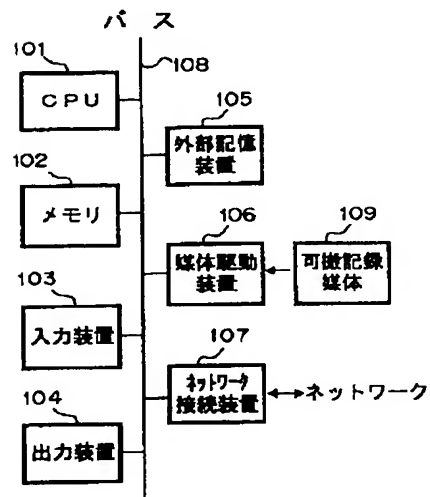 バス
101
108
CPU
105
外部記憶
装置
102
メモリ
106
109
媒体駆動
装置
可搬記録
媒体
103
入力装置
107
ネットワーク
接続装置
ネットワーク
104
出力装置